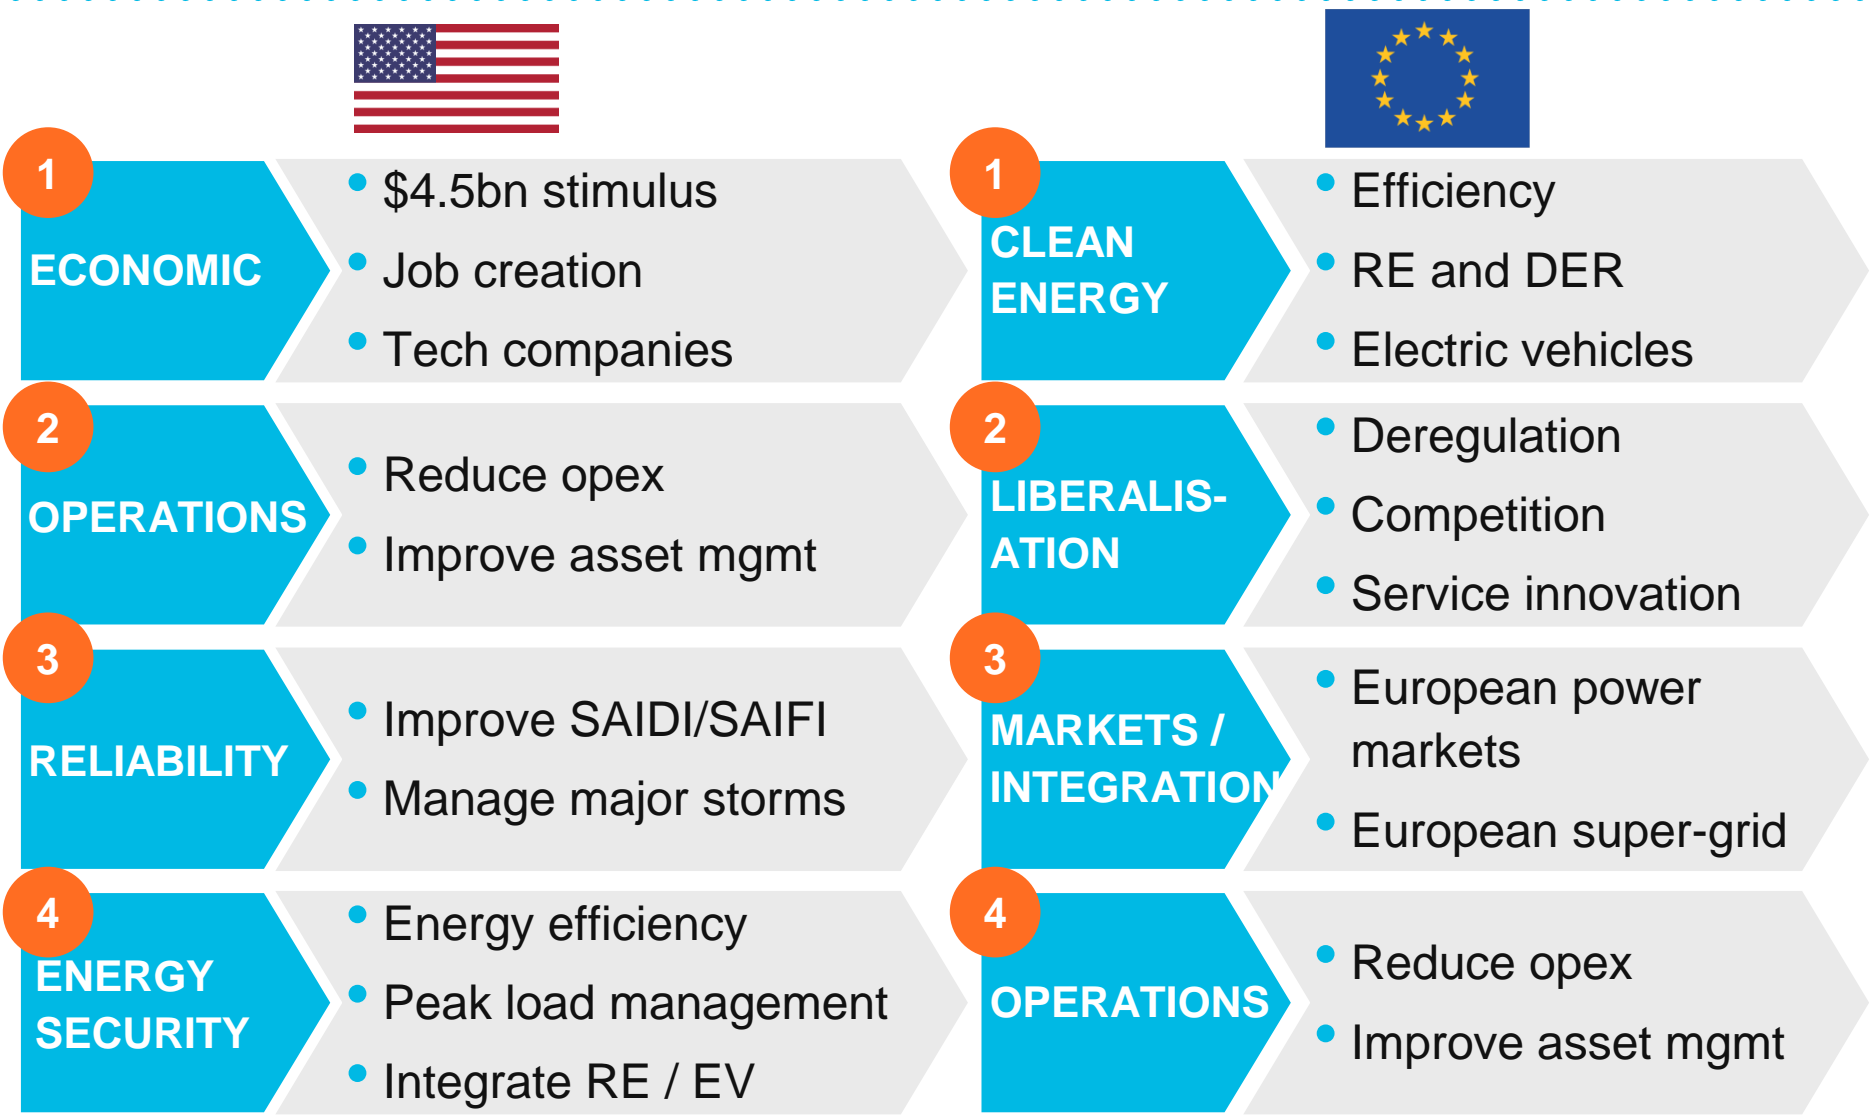 1
ECONOMIC
• $4.5bn stimulus
• Job creation
• Tech companies
2
OPERATIONS
• Reduce opex
• Improve asset mgmt
3
RELIABILITY
• Improve SAIDI/SAIFI
• Manage major storms
4
ENERGY
SECURITY
• Energy efficiency
• Peak load management
• Integrate RE / EV
1
CLEAN
ENERGY
• Efficiency
• RE and DER
• Electric vehicles
2
LIBERALIS-
ATION
• Deregulation
• Competition
• Service innovation
3
MARKETS /
INTEGRATION
• European power
markets
• European super-grid
4
OPERATIONS
• Reduce opex
• Improve asset mgmt